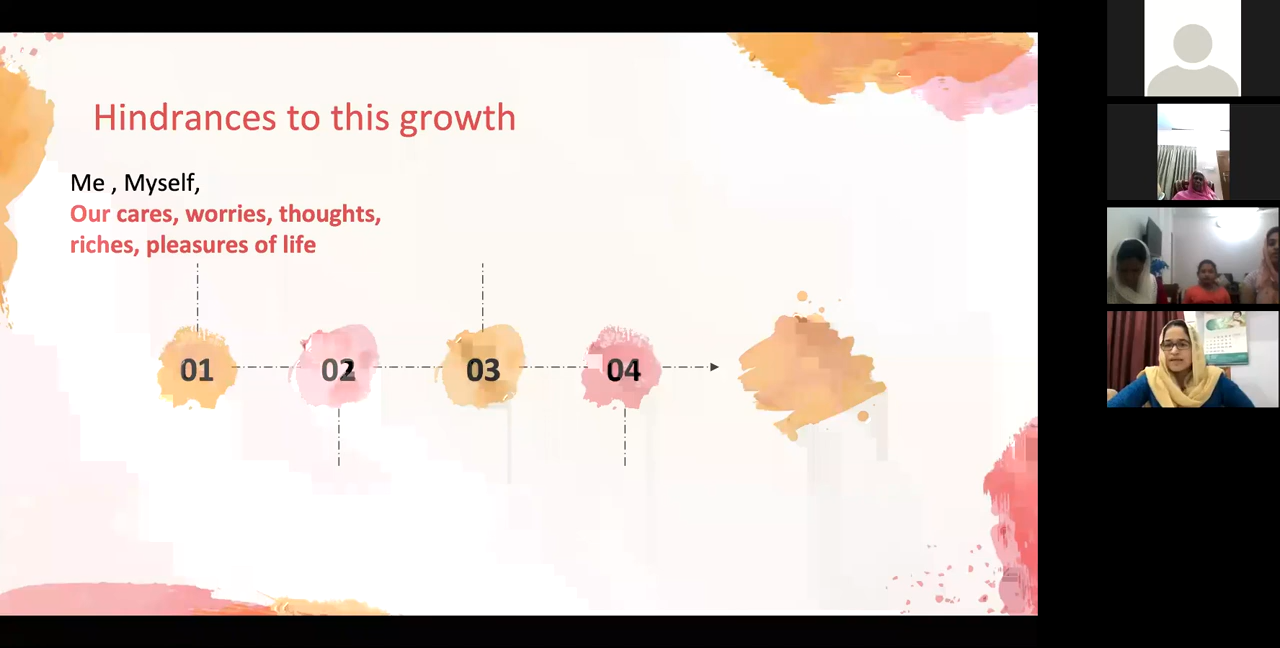 Hindrances to this growth
Me , Myself,
Our cares, worries, thoughts,
riches, pleasures of life
01 02 03 04